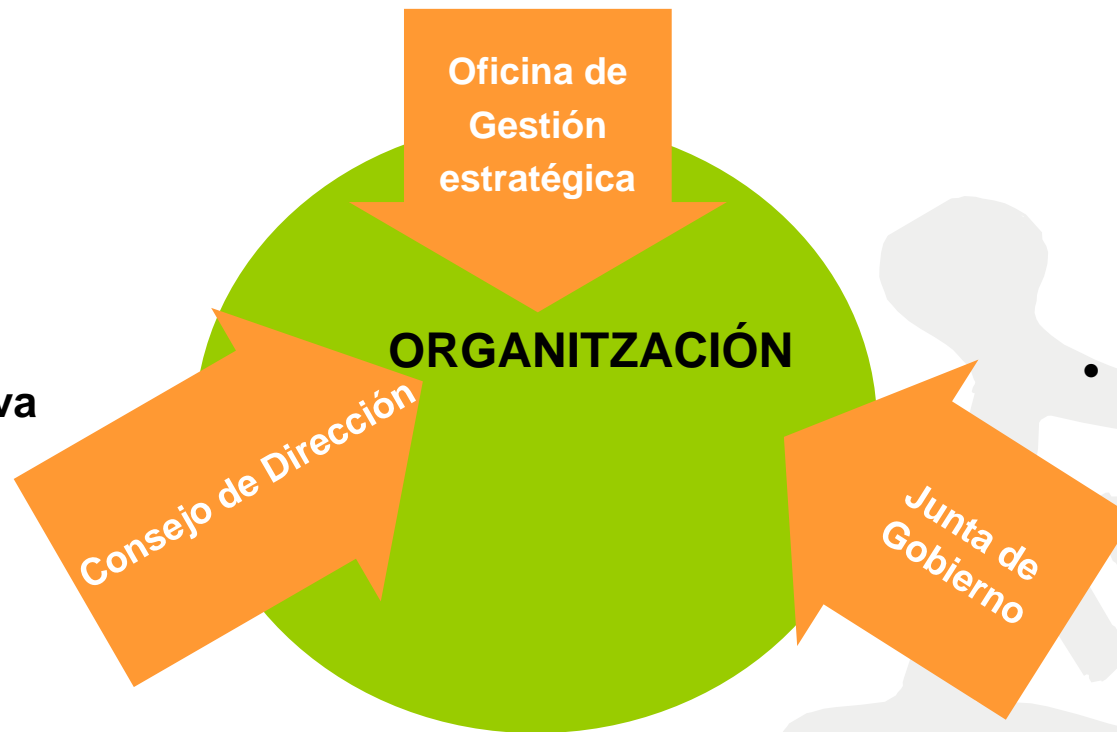 Oficina de
Gestión
estratégica
ORGANITZACIÓN
va
Consejo de Dirección
•
Junta de
Gobierno